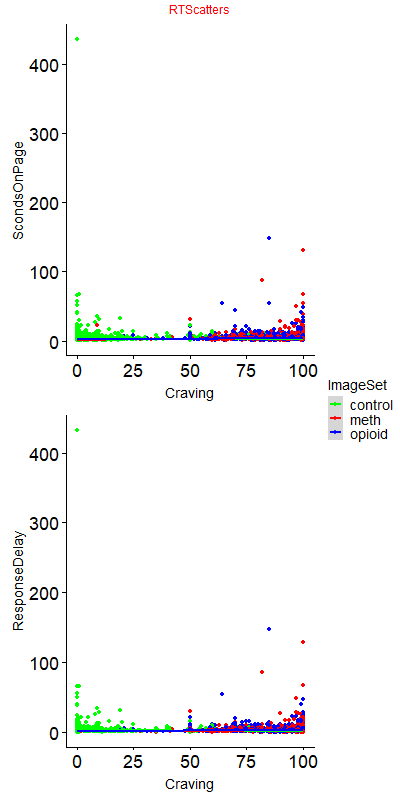 RTScatters
400
300
200
100
0
ScondsOnPage
0 25 50 75 100
Craving
ImageSet
control
meth
opioid
400
300
200
100
0
ResponseDelay
0 25 50 75 100
Craving